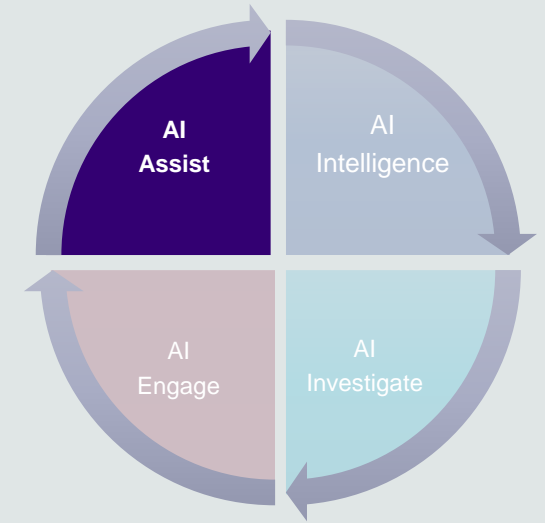 AI
Assist
AI
Intelligence
AI
Engage
AI
Investigate